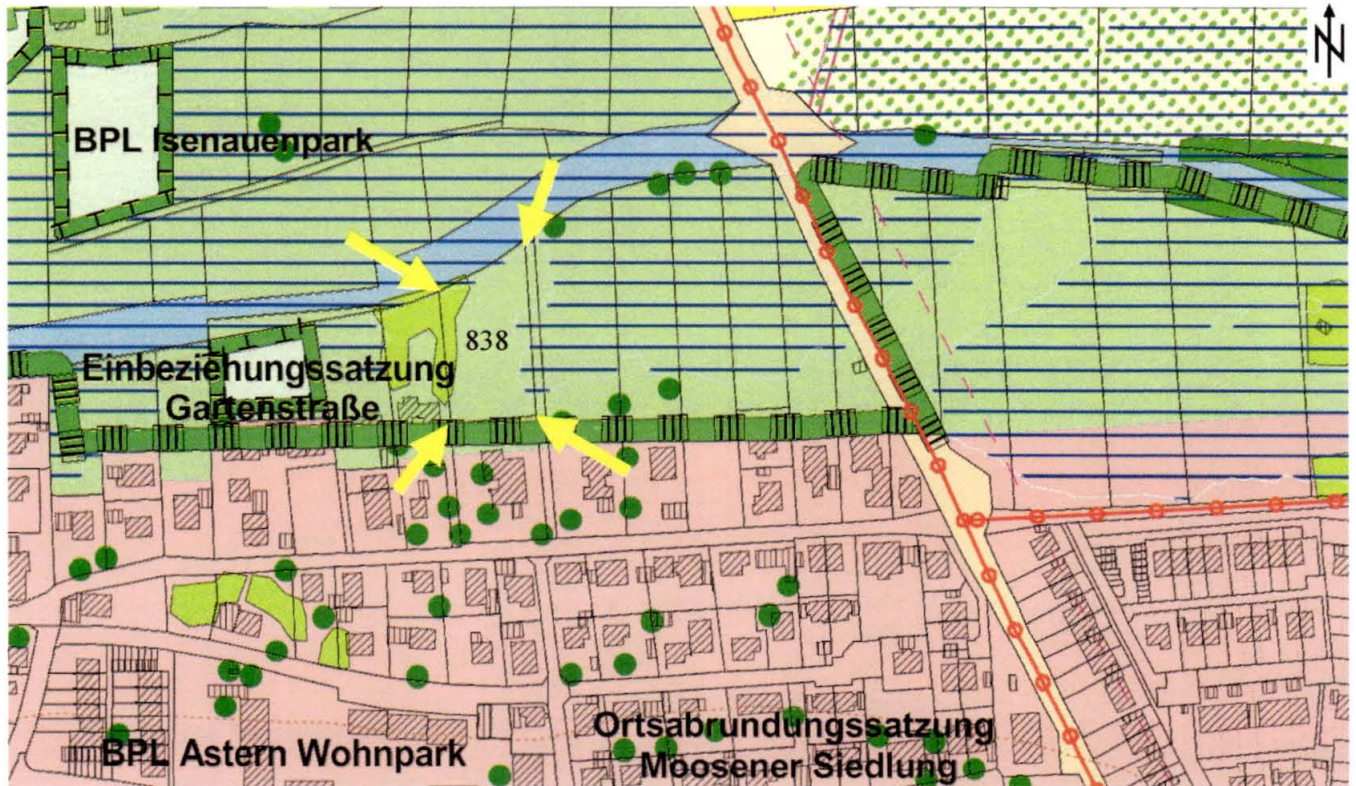 N
BPL Isenauenpark
838
Einbeziehungssatzung
Gartenstraße
Ortsabrundungssatzung
Moosener Siedlung
BPL Astern Wohnpark